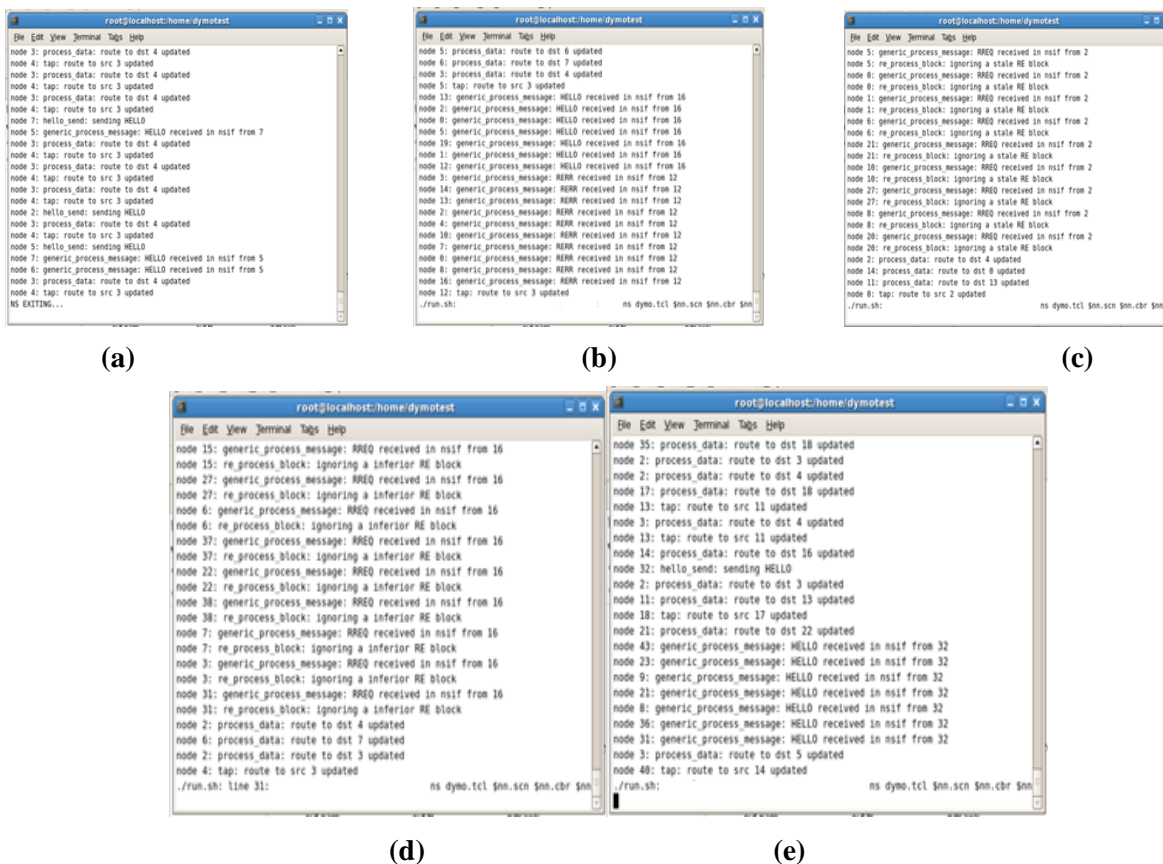 root@localhost:/home/dymotest
File Edit View Terminal Tabs Help
node 3: process_data: route to dst 4 updated
node 4: tap: route to src 3 updated
node 3: process_data: route to dst 4 updated
node 4: tap: route to src 3 updated
node 3: process_data: route to dst 4 updated
node 4: tap: route to src 3 updated
node 7: hello_send: sending HELLO
node 5: generic_process_message: HELLO received in nsif from 7
node 3: process_data: route to dst 4 updated
node 4: tap: route to src 3 updated
node 3: process_data: route to dst 4 updated
node 4: tap: route to src 3 updated
node 3: process_data: route to dst 4 updated
node 4: tap: route to src 3 updated
node 2: hello_send: sending HELLO
node 3: process_data: route to dst 4 updated
node 4: tap: route to src 3 updated
node 5: hello_send: sending HELLO
node 7: generic_process_message: HELLO received in nsif from 5
node 6: generic_process_message: HELLO received in nsif from 5
node 3: process_data: route to dst 4 updated
node 4: tap: route to src 3 updated
NS EXITING...
(a)
root@localhost:/home/dymotest
File Edit View Terminal Tabs Help
node 5: process_data: route to dst 6 updated
node 6: process_data: route to dst 7 updated
node 3: process_data: route to dst 4 updated
node 5: tap: route to src 3 updated
node 13: generic_process_message: HELLO received in nsif from 16
node 2: generic_process_message: HELLO received in nsif from 16
node 0: generic_process_message: HELLO received in nsif from 16
node 5: generic_process_message: HELLO received in nsif from 16
node 19: generic_process_message: HELLO received in nsif from 16
node 1: generic_process_message: HELLO received in nsif from 16
node 12: generic_process_message: HELLO received in nsif from 16
node 3: generic_process_message: RERR received in nsif from 12
node 14: generic_process_message: RERR received in nsif from 12
node 13: generic_process_message: RERR received in nsif from 12
node 2: generic_process_message: RERR received in nsif from 12
node 4: generic_process_message: RERR received in nsif from 12
node 10: generic_process_message: RERR received in nsif from 12
node 7: generic_process_message: RERR received in nsif from 12
node 0: generic_process_message: RERR received in nsif from 12
node 8: generic_process_message: RERR received in nsif from 12
node 16: generic_process_message: RERR received in nsif from 12
node 12: tap: route to src 3 updated
./run.sh: ns dymo.tcl $nn.scn $nn.cbr $nn
(b)
root@localhost:/home/dymotest
File Edit View Terminal Tabs Help
node 5: generic_process_message: RREQ received in nsif from 2
node 5: re_process_block: ignoring a stale RE block
node 0: generic_process_message: RREQ received in nsif from 2
node 0: re_process_block: ignoring a stale RE block
node 1: generic_process_message: RREQ received in nsif from 2
node 1: re_process_block: ignoring a stale RE block
node 6: generic_process_message: RREQ received in nsif from 2
node 6: re_process_block: ignoring a stale RE block
node 21: generic_process_message: RREQ received in nsif from 2
node 21: re_process_block: ignoring a stale RE block
node 10: generic_process_message: RREQ received in nsif from 2
node 10: re_process_block: ignoring a stale RE block
node 27: generic_process_message: RREQ received in nsif from 2
node 27: re_process_block: ignoring a stale RE block
node 8: generic_process_message: RREQ received in nsif from 2
node 8: re_process_block: ignoring a stale RE block
node 20: generic_process_message: RREQ received in nsif from 2
node 20: re_process_block: ignoring a stale RE block
node 2: process_data: route to dst 4 updated
node 14: process_data: route to dst 0 updated
node 11: process_data: route to dst 13 updated
node 0: tap: route to src 2 updated
./run.sh: ns dymo.tcl $nn.scn $nn.cbr $nn
(c)
root@localhost:/home/dymotest
File Edit View Terminal Tabs Help
node 15: generic_process_message: RREQ received in nsif from 16
node 15: re_process_block: ignoring a inferior RE block
node 27: generic_process_message: RREQ received in nsif from 16
node 27: re_process_block: ignoring a inferior RE block
node 6: generic_process_message: RREQ received in nsif from 16
node 6: re_process_block: ignoring a inferior RE block
node 37: generic_process_message: RREQ received in nsif from 16
node 37: re_process_block: ignoring a inferior RE block
node 22: generic_process_message: RREQ received in nsif from 16
node 22: re_process_block: ignoring a inferior RE block
node 38: generic_process_message: RREQ received in nsif from 16
node 38: re_process_block: ignoring a inferior RE block
node 7: generic_process_message: RREQ received in nsif from 16
node 7: re_process_block: ignoring a inferior RE block
node 3: generic_process_message: RREQ received in nsif from 16
node 3: re_process_block: ignoring a inferior RE block
node 31: generic_process_message: RREQ received in nsif from 16
node 31: re_process_block: ignoring a inferior RE block
node 2: process_data: route to dst 4 updated
node 6: process_data: route to dst 7 updated
node 2: process_data: route to dst 3 updated
node 4: tap: route to src 3 updated
./run.sh: line 31: ns dymo.tcl $nn.scn $nn.cbr $nn
(d)
root@localhost:/home/dymotest
File Edit View Terminal Tabs Help
node 35: process_data: route to dst 18 updated
node 2: process_data: route to dst 3 updated
node 2: process_data: route to dst 4 updated
node 17: process_data: route to dst 18 updated
node 13: tap: route to src 11 updated
node 3: process_data: route to dst 4 updated
node 13: tap: route to src 11 updated
node 14: process_data: route to dst 16 updated
node 32: hello_send: sending HELLO
node 2: process_data: route to dst 3 updated
node 11: process_data: route to dst 13 updated
node 18: tap: route to src 17 updated
node 21: process_data: route to dst 22 updated
node 43: generic_process_message: HELLO received in nsif from 32
node 23: generic_process_message: HELLO received in nsif from 32
node 9: generic_process_message: HELLO received in nsif from 32
node 21: generic_process_message: HELLO received in nsif from 32
node 8: generic_process_message: HELLO received in nsif from 32
node 36: generic_process_message: HELLO received in nsif from 32
node 31: generic_process_message: HELLO received in nsif from 32
node 3: process_data: route to dst 5 updated
node 40: tap: route to src 14 updated
./run.sh: ns dymo.tcl $nn.scn $nn.cbr $nn
(e)